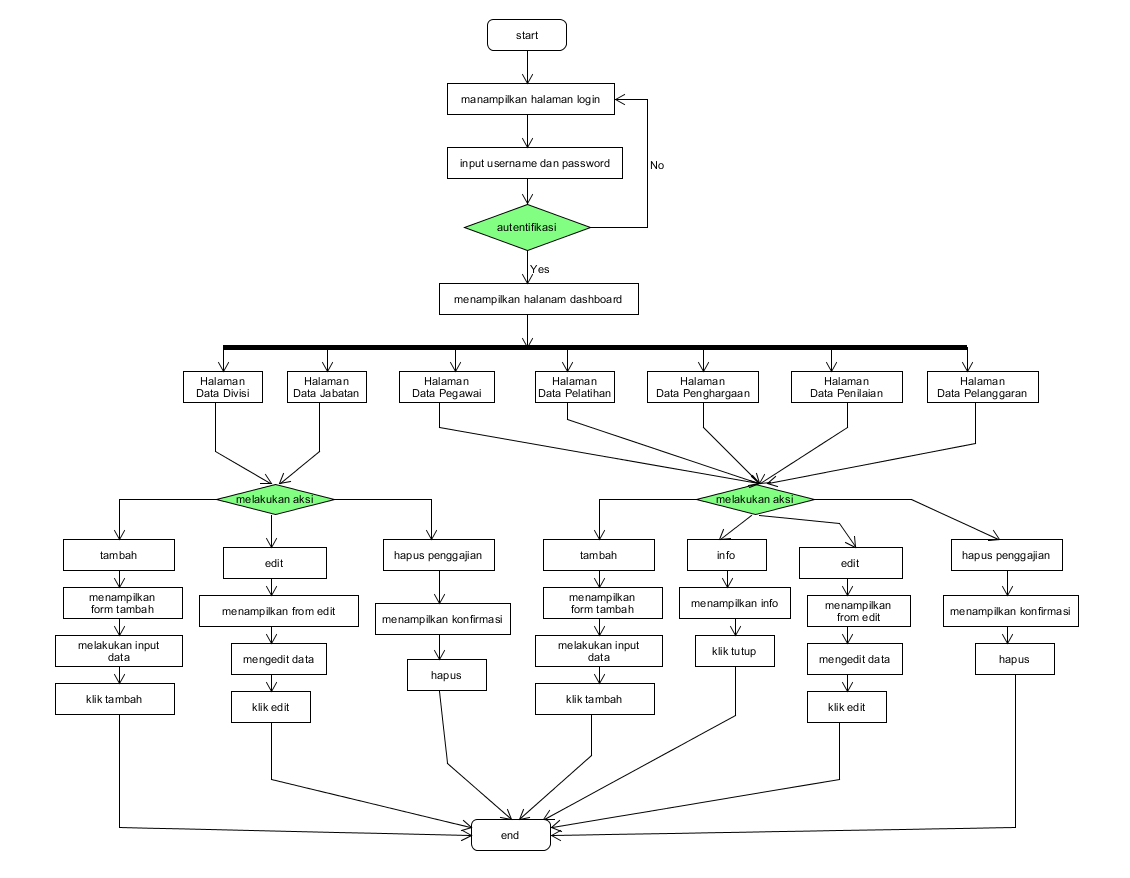 start
manampilkan halaman login
input username dan password
No
autentifikasi
Yes
menampilkan halanam dashboard
Halaman
Data Divisi
Halaman
Data Jabatan
Halaman
Data Pegawai
Halaman
Data Pelatihan
Halaman
Data Penghargaan
Halaman
Data Penilaian
Halaman
Data Pelanggaran
melakukan aksi
melakukan aksi
tambah
menampilkan
form tambah
melakukan input
data
klik tambah
edit
menampilkan from edit
mengedit data
klik edit
hapus penggajian
menampilkan konfirmasi
hapus
tambah
menampilkan
form tambah
melakukan input
data
klik tambah
info
menampilkan info
klik tutup
edit
menampilkan
from edit
mengedit data
klik edit
hapus penggajian
menampilkan konfirmasi
hapus
end